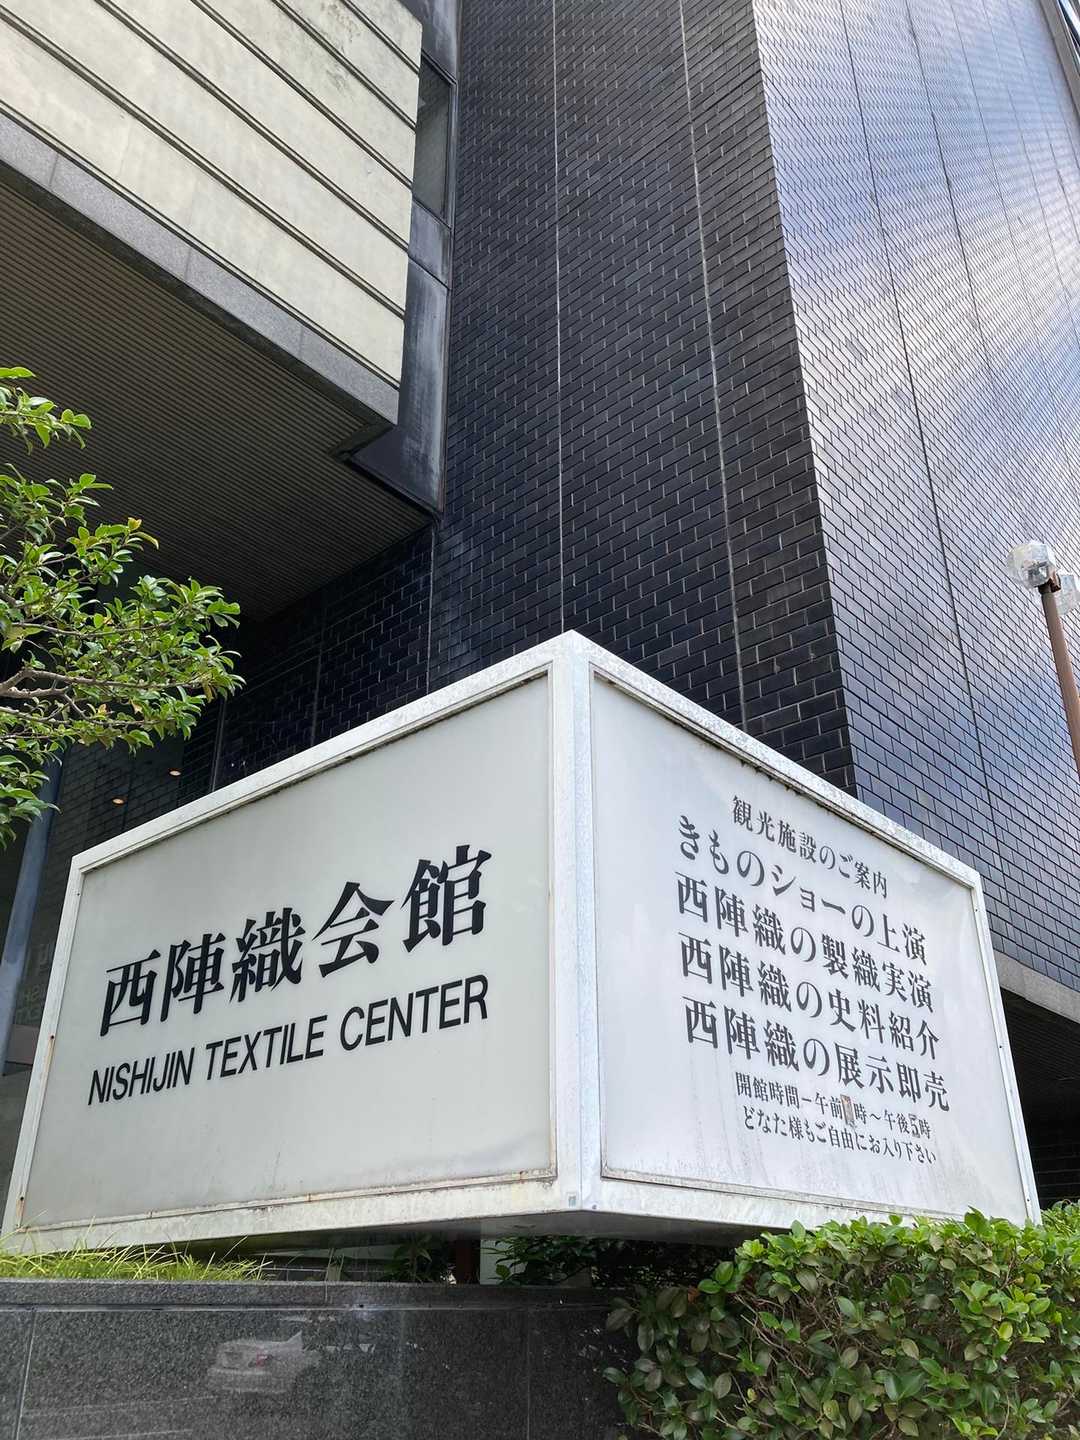 西陣織会館
NISHIJIN TEXTILE CENTER
観光施設のご案内
きものショーの上演
西陣織の製織実演
西陣織の史料紹介
西陣織の展示即売
開館時間−午前 時〜午後5時
どなた様もご自由にお入り下さい